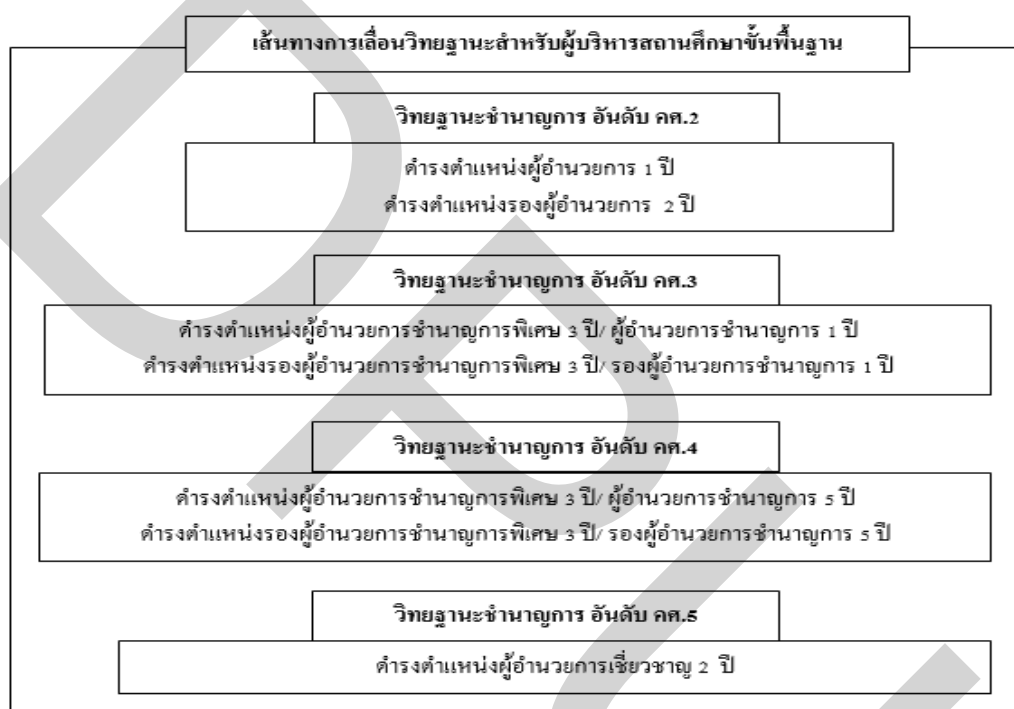 เส้นทางการเลื่อนวิทยฐานะสำหรับผู้บริหารสถานศึกษาขั้นพื้นฐาน
วิทยฐานะชำนาญการ อันดับ คศ.2
ดำรงตำแหน่งผู้อำนวยการ 1 ปี
ดำรงตำแหน่งรองผู้อำนวยการ 2 ปี
วิทยฐานะชำนาญการ อันดับ คศ.3
ดำรงตำแหน่งผู้อำนวยการชำนาญการพิเศษ 3 ปี/ ผู้อำนวยการชำนาญการ 1 ปี
ดำรงตำแหน่งรองผู้อำนวยการชำนาญการพิเศษ 3 ปี/ รองผู้อำนวยการชำนาญการ 1 ปี
วิทยฐานะชำนาญการ อันดับ คศ.4
ดำรงตำแหน่งผู้อำนวยการชำนาญการพิเศษ 3 ปี/ ผู้อำนวยการชำนาญการ 5 ปี
ดำรงตำแหน่งรองผู้อำนวยการชำนาญการพิเศษ 3 ปี/ รองผู้อำนวยการชำนาญการ 5 ปี
วิทยฐานะชำนาญการ อันดับ คศ.5
ดำรงตำแหน่งผู้อำนวยการเชี่ยวชาญ 2 ปี